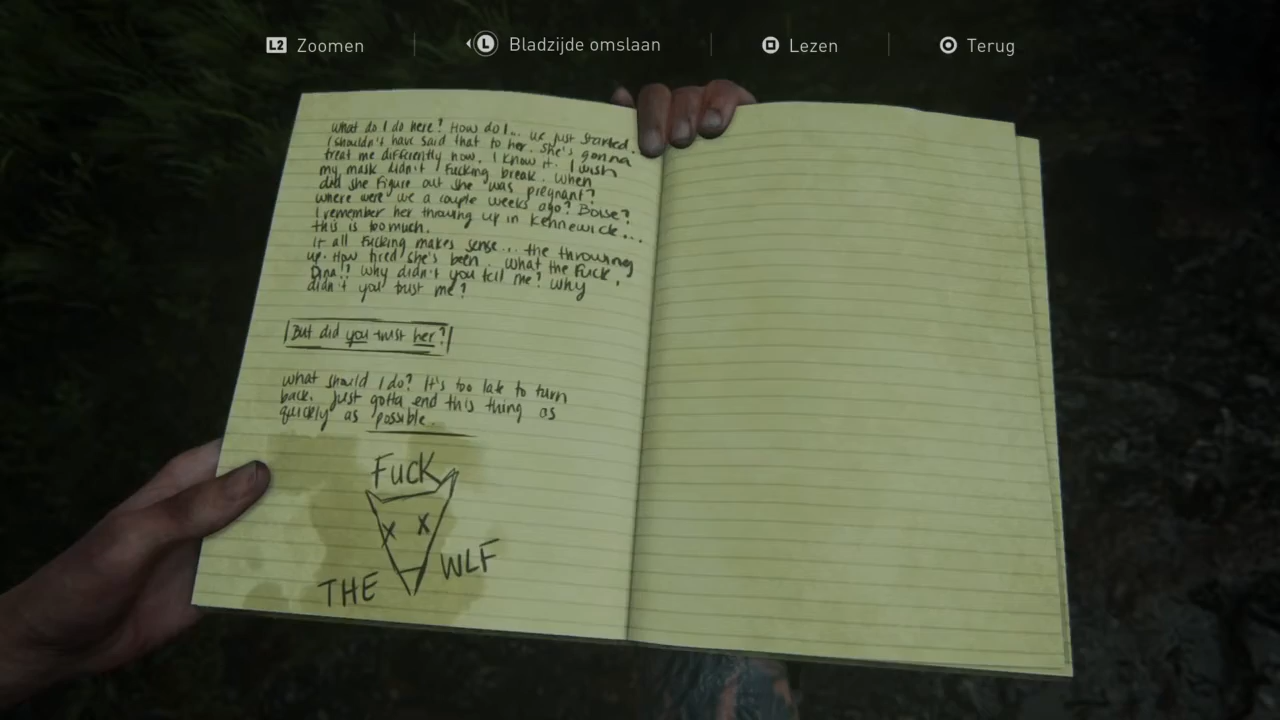 L2 Zoomen
L Bladzijde omslaan
Lezen
Terug
What do I do here? How do I... we just started.
I shouldn't have said that to her. She's gonna
treat me differently now. I know it. I wish
my mask didn't fucking break. When
did she figure out she was pregnant?
where were we a couple weeks ago? Boise?
I remember her throwing up in Kennewick...
this is too much.
It all fucking makes sense... the throwing
up. How tired she's been. What the fuck,
Dina!? Why didn't you tell me? Why
didn't you trust me?
But did you trust her?
What should I do? It's too late to turn
back. Just gotta end this thing as
quickly as possible.
FUCK
THE WLF